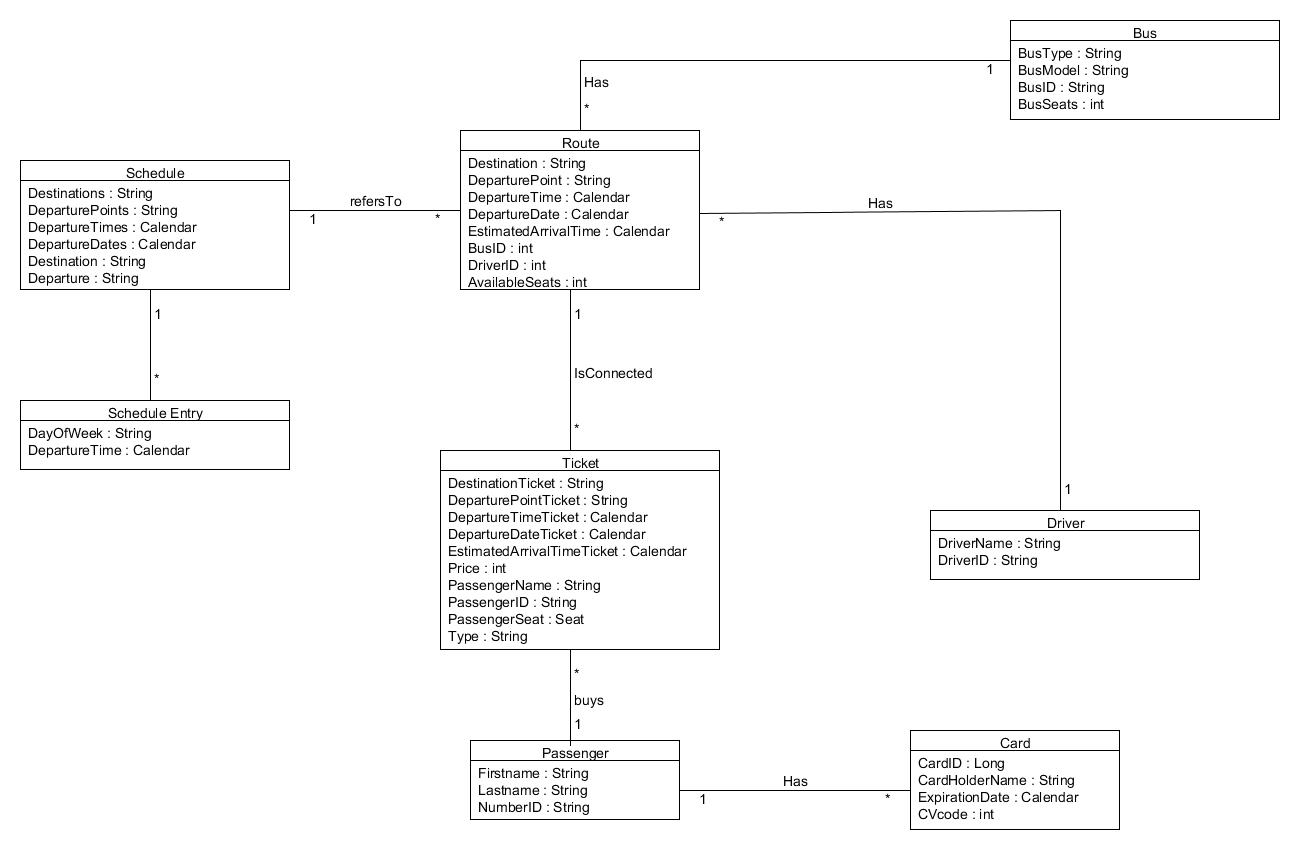 Bus
BusType : String
BusModel : String
BusID : String
BusSeats : int
1
Has
*
Route
Destination : String
DeparturePoint : String
DepartureTime : Calendar
DepartureDate : Calendar
EstimatedArrivalTime : Calendar
BusID : int
DriverID : int
AvailableSeats : int
Schedule
Destinations : String
DeparturePoints : String
DepartureTimes : Calendar
DepartureDates : Calendar
Destination : String
Departure : String
refersTo
1
*
Has
*
1
*
Schedule Entry
DayOfWeek : String
DepartureTime : Calendar
1
IsConnected
*
Ticket
DestinationTicket : String
DeparturePointTicket : String
DepartureTimeTicket : Calendar
DepartureDateTicket : Calendar
EstimatedArrivalTimeTicket : Calendar
Price : int
PassengerName : String
PassengerID : String
PassengerSeat : Seat
Type : String
1
Driver
DriverName : String
DriverID : String
*
buys
1
Passenger
Firstname : String
Lastname : String
NumberID : String
Has
1
*
Card
CardID : Long
CardHolderName : String
ExpirationDate : Calendar
CVcode : int